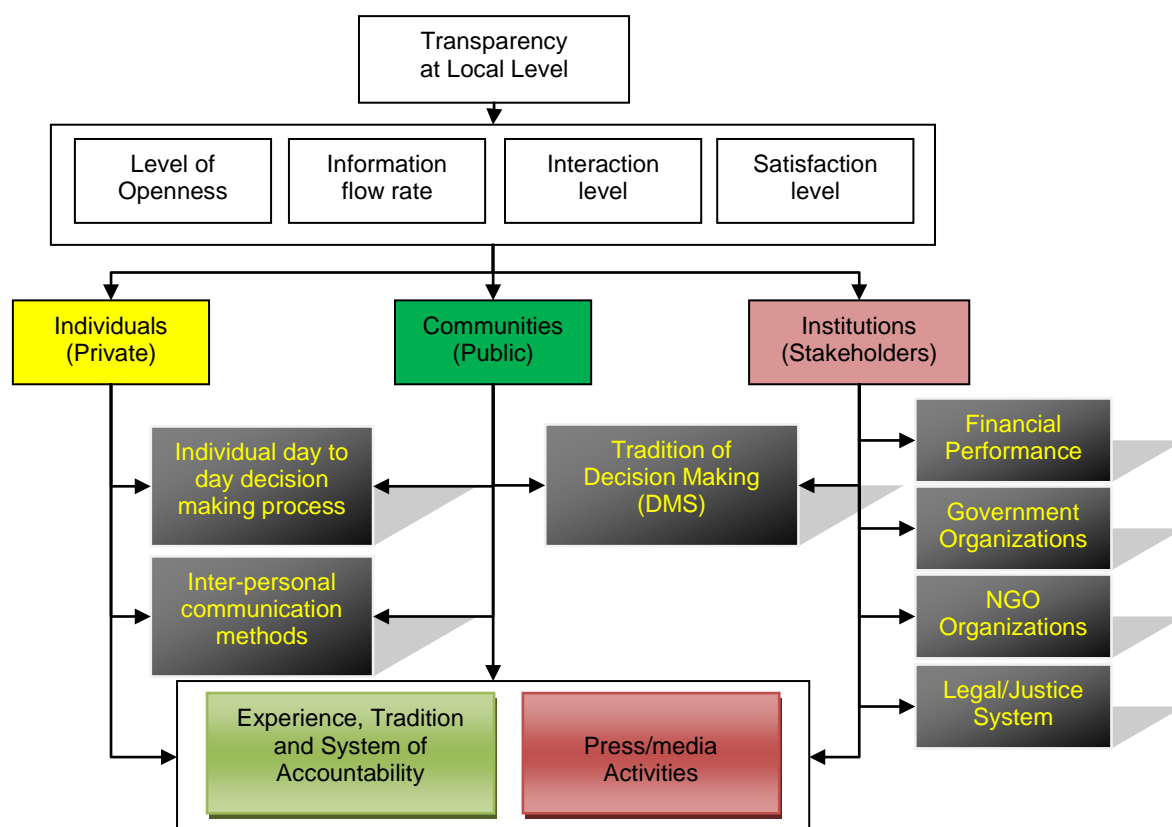 Transparency
at Local Level
Level of
Openness
Information
flow rate
Interaction
level
Satisfaction
level
Individuals
(Private)
Communities
(Public)
Institutions
(Stakeholders)
Individual day to
day decision
making process
Tradition of
Decision Making
(DMS)
Financial
Performance
Government
Organizations
Inter-personal
communication
methods
NGO
Organizations
Legal/Justice
System
Experience, Tradition
and System of
Accountability
Press/media
Activities